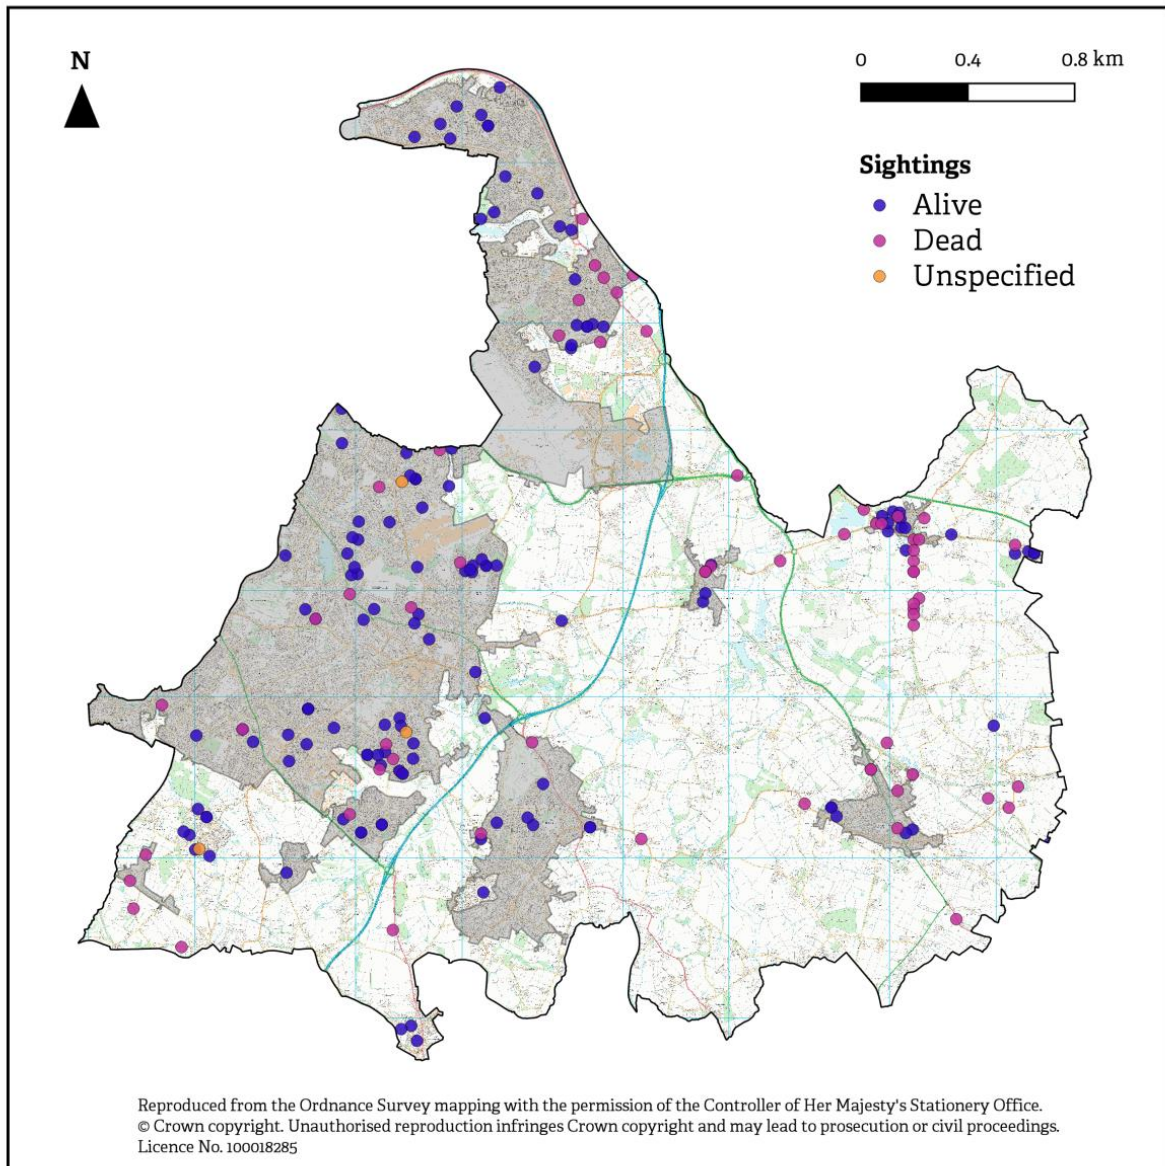 N
0 0.4 0.8 km
Sightings
Alive
Dead
Unspecified
Reproduced from the Ordnance Survey mapping with the permission of the Controller of Her Majesty's Stationery Office.
© Crown copyright. Unauthorised reproduction infringes Crown copyright and may lead to prosecution or civil proceedings.
Licence No. 100018285